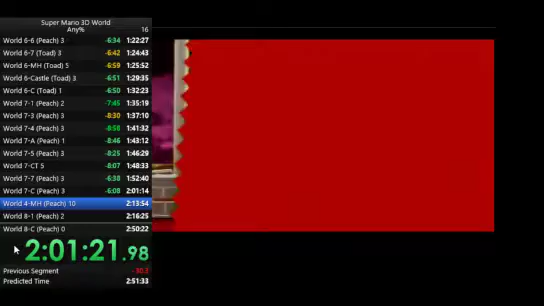 Super Mario 3D World
Any% 16
World 6-6 (Peach) 3 -6:34 1:22:27
World 6-7 (Toad) 3 -6:42 1:24:43
World 6-MH (Toad) 5 -6:59 1:25:52
World 6-Castle (Toad) 3 -6:51 1:29:35
World 6-C (Toad) 1 -6:50 1:32:23
World 7-1 (Peach) 2 -7:45 1:35:19
World 7-3 (Peach) 3 -8:30 1:37:10
World 7-4 (Peach) 3 -8:58 1:41:32
World 7-A (Peach) 1 -8:46 1:43:12
World 7-5 (Peach) 3 -8:25 1:46:29
World 7-CT 5 -8:07 1:48:33
World 7-7 (Peach) 3 -6:38 1:52:40
World 7-C (Peach) 3 -6:08 2:01:14
World 4-MH (Peach) 10 2:13:54
World 8-1 (Peach) 2 2:16:25
World 8-C (Peach) 0 2:50:22
2:01:21.98
Previous Segment -30.3
Predicted Time 2:51:33